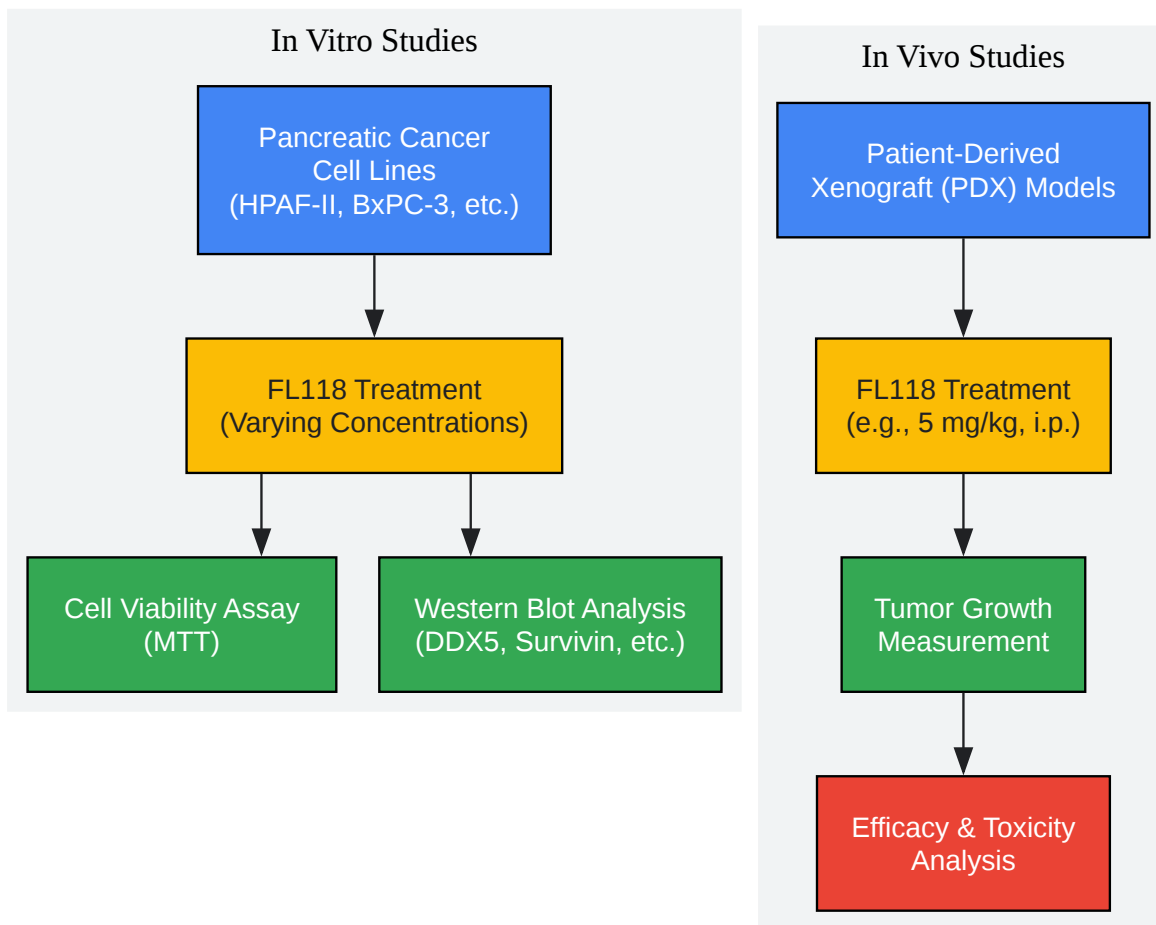 In Vitro Studies
Pancreatic Cancer
Cell Lines
(HPAF-II, BxPC-3, etc.)
FL118 Treatment
(Varying Concentrations)
Cell Viability Assay
(MTT)
Western Blot Analysis
(DDX5, Survivin, etc.)
In Vivo Studies
Patient-Derived
Xenograft (PDX) Models
FL118 Treatment
(e.g., 5 mg/kg, i.p.)
Tumor Growth
Measurement
Efficacy & Toxicity
Analysis